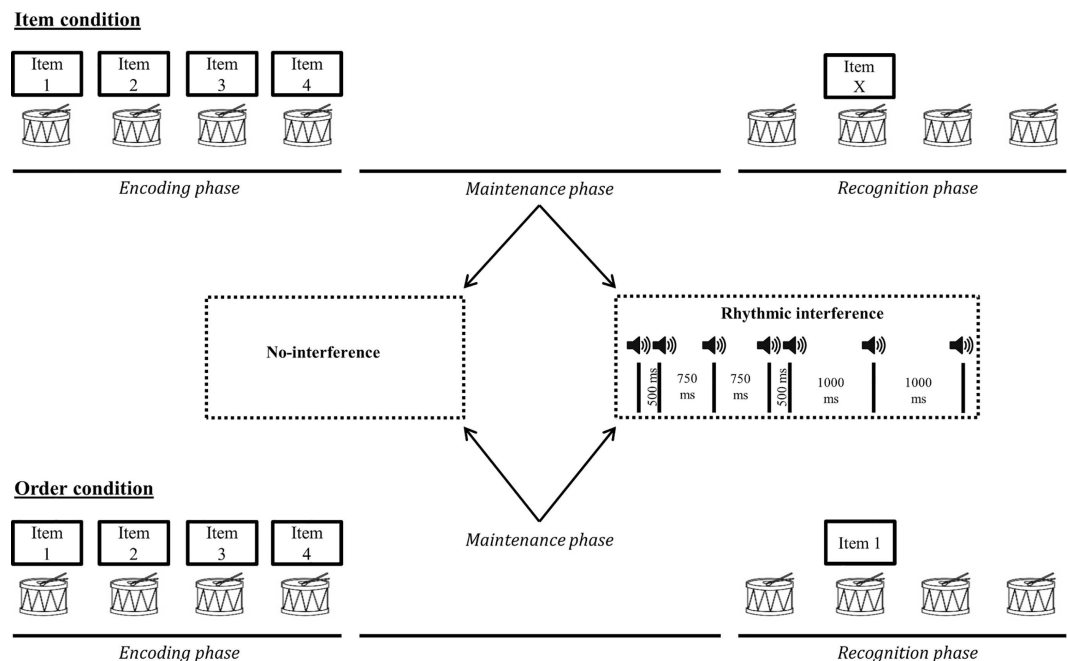 Item condition
Item
1
Item
2
Item
3
Item
4
Item
X
Encoding phase
Maintenance phase
Recognition phase
No-interference
Rhythmic interference
500 ms
750
ms
750
ms
500 ms
1000
ms
1000
ms
Order condition
Item
1
Item
2
Item
3
Item
4
Maintenance phase
Item 1
Encoding phase
Recognition phase